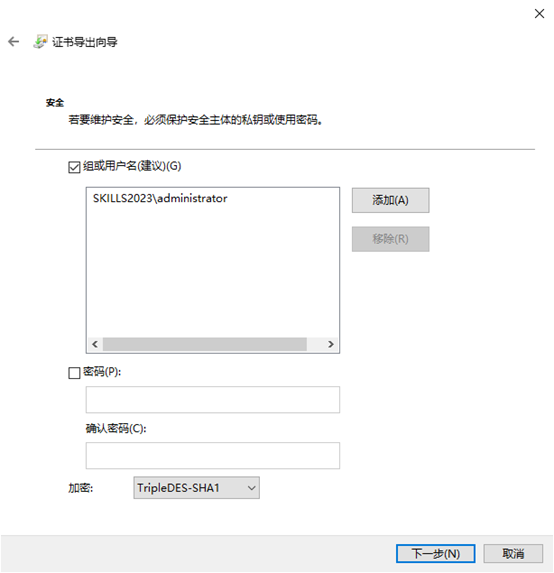 证书导出向导
安全
若要维护安全，必须保护安全主体的私钥或使用密码。
组或用户名(建议)(G)
SKILLS2023\administrator
添加(A)
移除(R)
密码(P):
确认密码(C):
加密:
TripleDES-SHA1
下一步(N)
取消